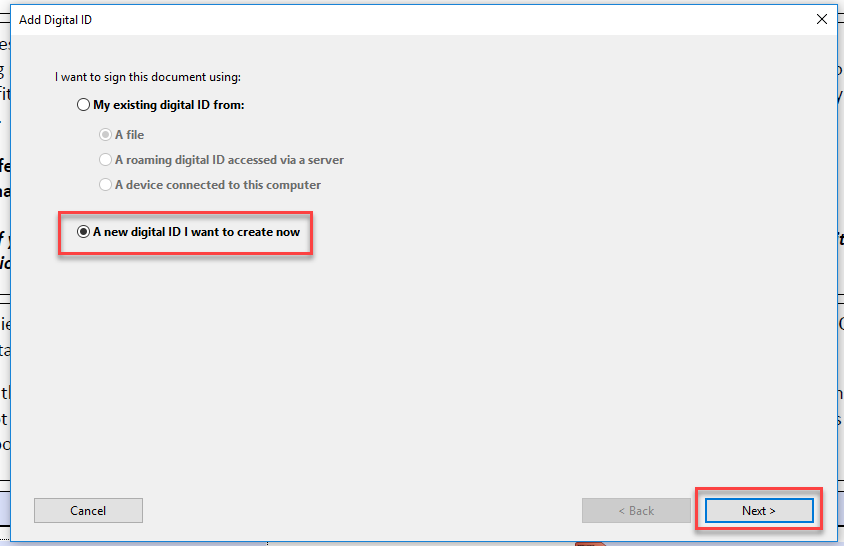 Add Digital ID
I want to sign this document using:
My existing digital ID from:
A file
A roaming digital ID accessed via a server
A device connected to this computer
A new digital ID I want to create now
Cancel
< Back
Next >